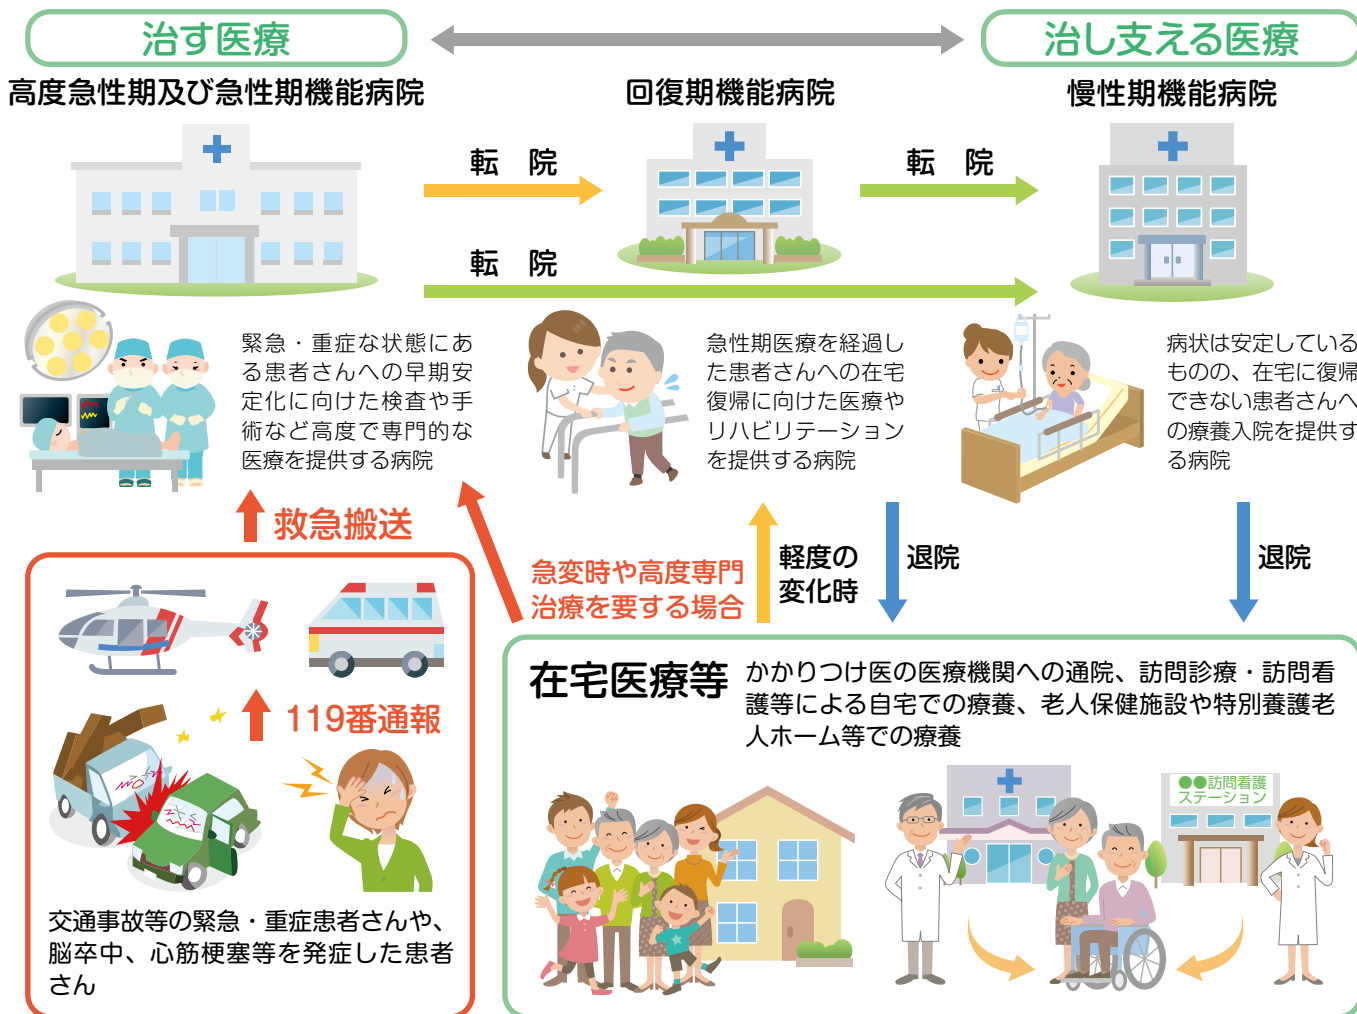 治す医療
治し支える医療
高度急性期及び急性期機能病院
回復期機能病院
慢性期機能病院
転　院
転　院
転　院
緊急・重症な状態にあ
る患者さんへの早期安
定化に向けた検査や手
術など高度で専門的な
医療を提供する病院
急性期医療を経過し
た患者さんへの在宅
復帰に向けた医療や
リハビリテーション
を提供する病院
病状は安定している
ものの、在宅に復帰
できない患者さんへ
の療養入院を提供す
る病院
救急搬送
急変時や高度専門
治療を要する場合
軽度の
変化時
退院
退院
119番通報
交通事故等の緊急・重症患者さんや、
脳卒中、心筋梗塞等を発症した患者
さん
在宅医療等
かかりつけ医の医療機関への通院、訪問診療・訪問看
護等による自宅での療養、老人保健施設や特別養護老
人ホーム等での療養
●●訪問看護
ステーション